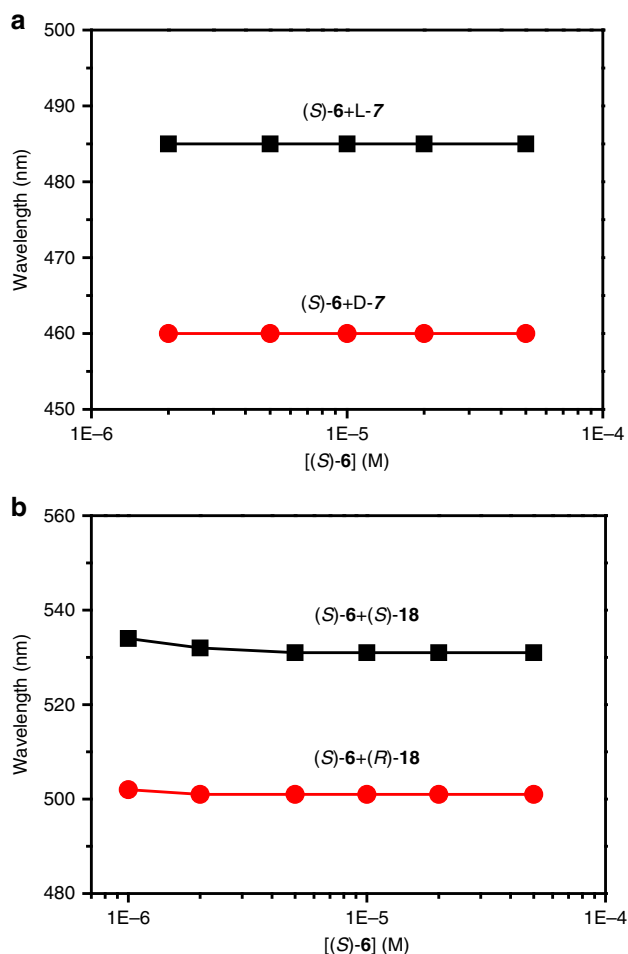 a
500
490
480
470
460
450
Wavelength (nm)
(S)-6+L-7
(S)-6+D-7
1E–6
1E–5
1E–4
[(S)-6] (M)
b
560
540
520
500
480
Wavelength (nm)
(S)-6+(S)-18
(S)-6+(R)-18
1E–6
1E–5
1E–4
[(S)-6] (M)